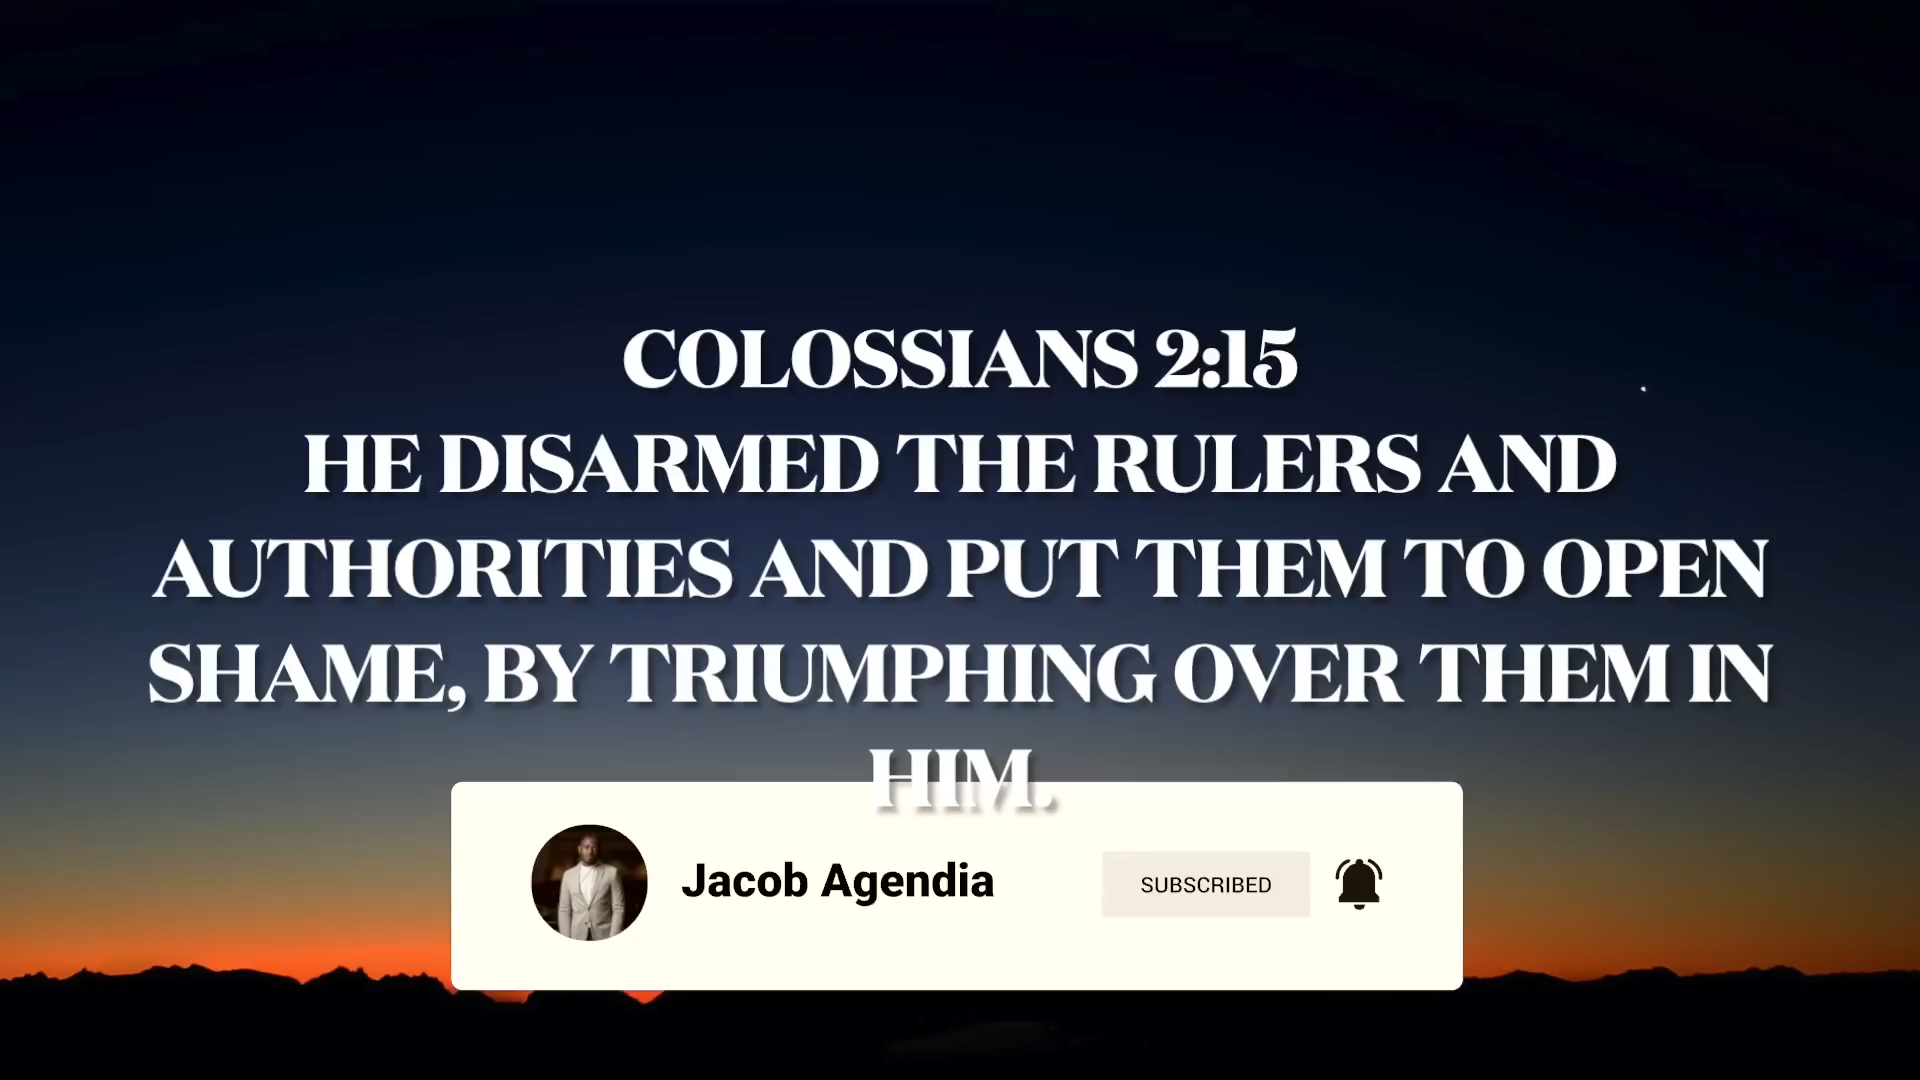 COLOSSIANS 2:15
HE DISARMED THE RULERS AND
AUTHORITIES AND PUT THEM TO OPEN
SHAME, BY TRIUMPHING OVER THEM IN
HIM.
Jacob Agendia
SUBSCRIBED